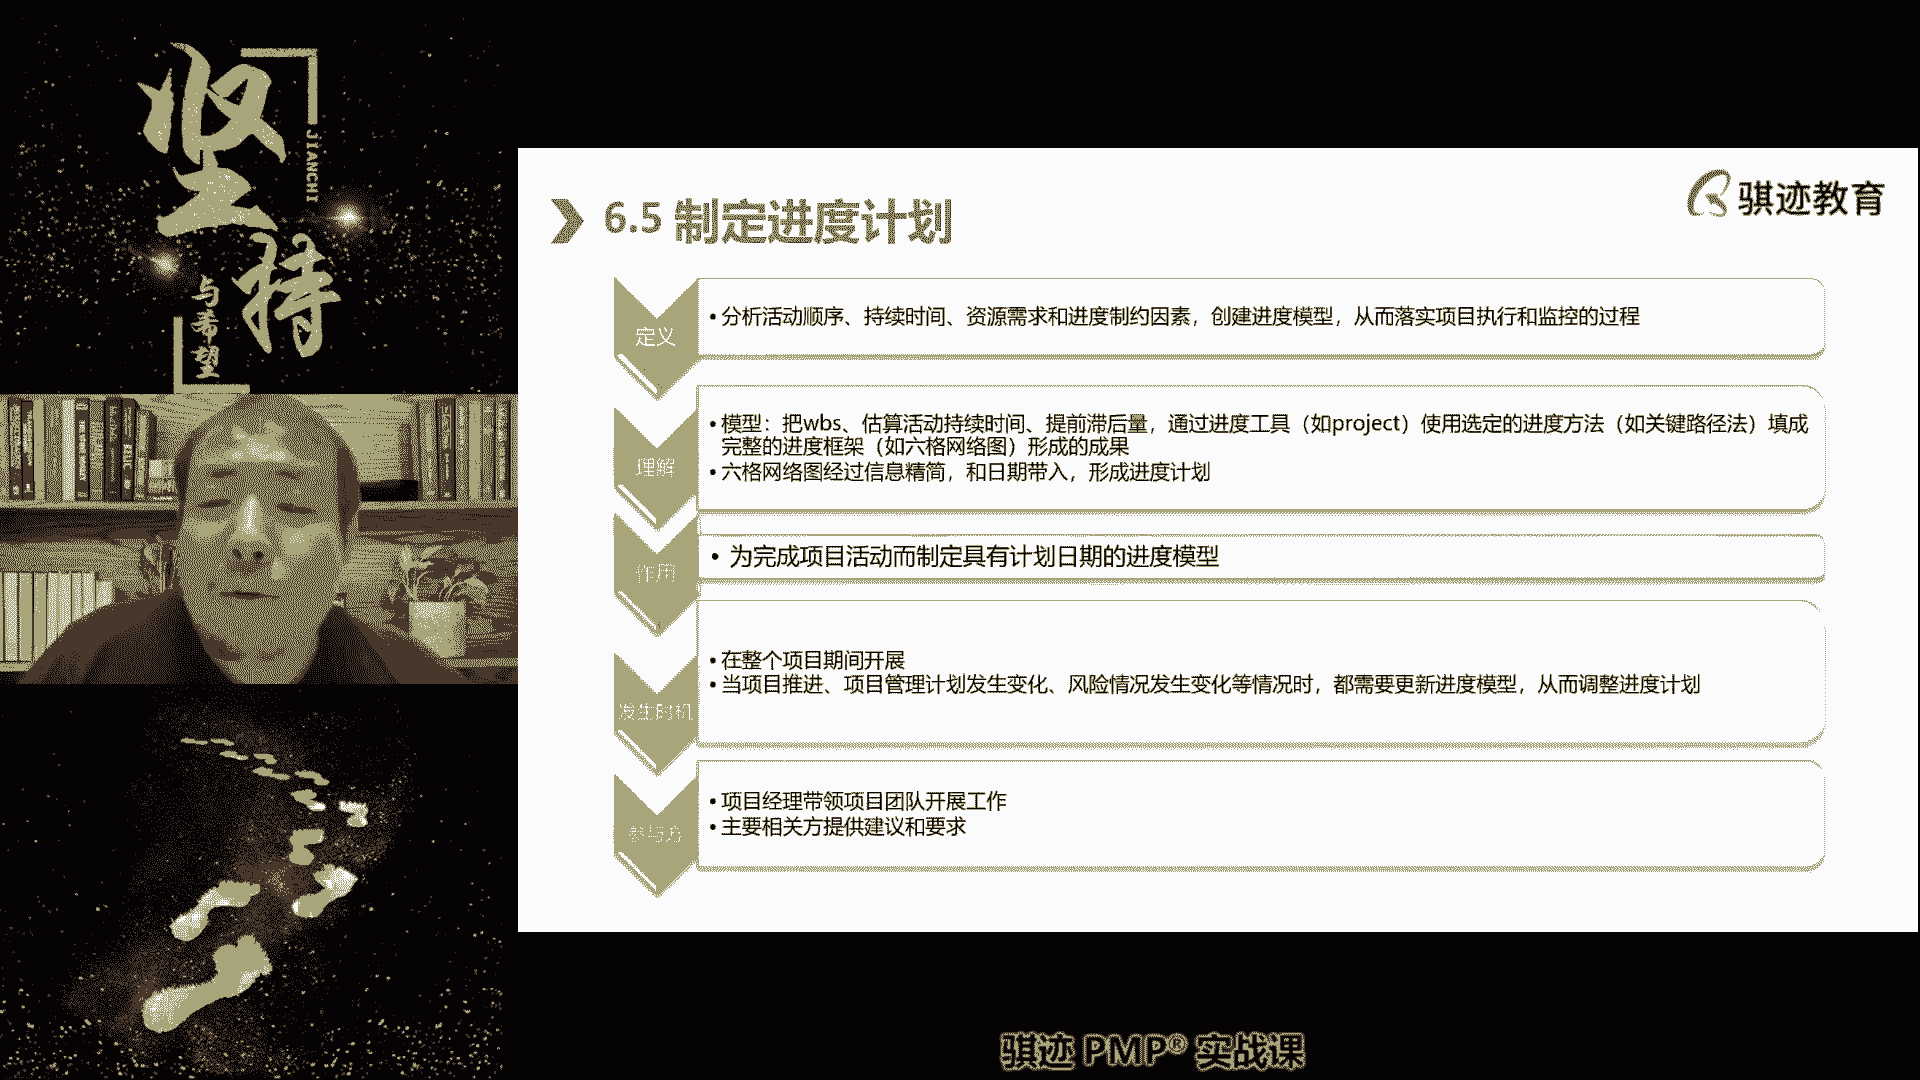 坚持
JIANCHI
与希望
骐迹教育
6.5 制定进度计划
定义
•分析活动顺序、持续时间、资源需求和进度制约因素，创建进度模型，从而落实项目执行和监控的过程
理解
•模型：把wbs、估算活动持续时间、提前滞后量，通过进度工具（如project）使用选定的进度方法（如关键路径法）填成
完整的进度框架（如六格网络图）形成的成果
•六格网络图经过信息精简，和日期带入，形成进度计划
作用
• 为完成项目活动而制定具有计划日期的进度模型
发生时机
•在整个项目期间开展
•当项目推进、项目管理计划发生变化、风险情况发生变化等情况时，都需要更新进度模型，从而调整进度计划
参与方
•项目经理带领项目团队开展工作
•主要相关方提供建议和要求
骐迹 PMP® 实战课